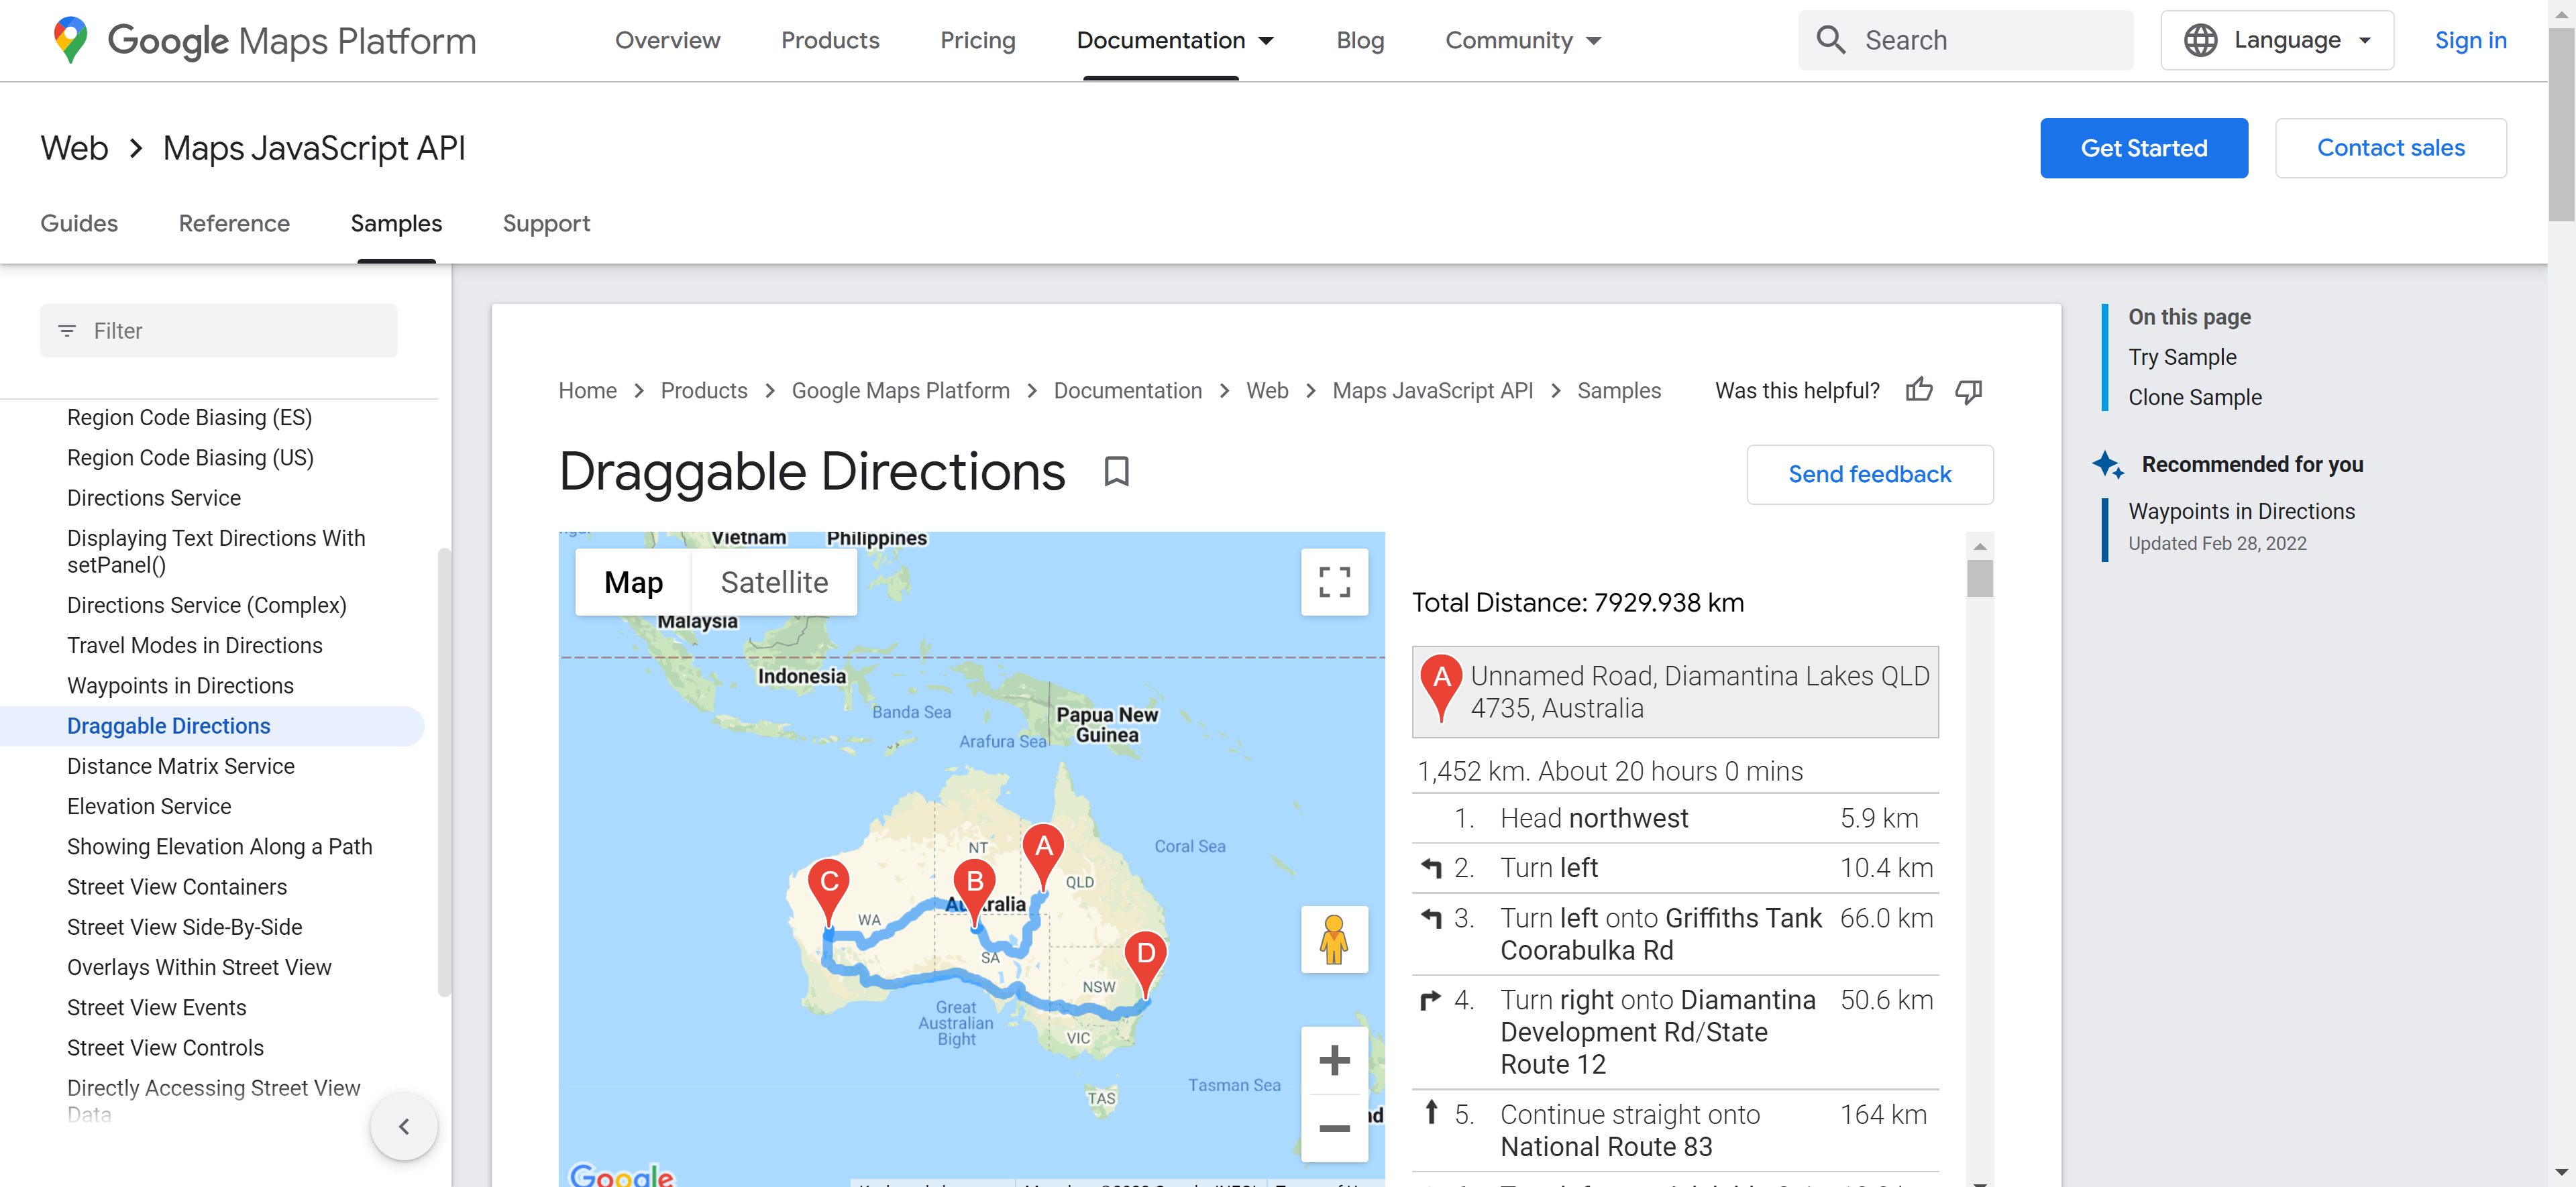 Google Maps Platform
Overview
Products
Pricing
Documentation
Blog
Community
Search
Language
Sign in
Web
Maps JavaScript API
Get Started
Contact sales
Guides
Reference
Samples
Support
Filter
Region Code Biasing (ES)
Region Code Biasing (US)
Directions Service
Displaying Text Directions With
setPanel()
Directions Service (Complex)
Travel Modes in Directions
Waypoints in Directions
Draggable Directions
Distance Matrix Service
Elevation Service
Showing Elevation Along a Path
Street View Containers
Street View Side-By-Side
Overlays Within Street View
Street View Events
Street View Controls
Directly Accessing Street View
Data
Home
Products
Google Maps Platform
Documentation
Web
Maps JavaScript API
Samples
Was this helpful?
Draggable Directions
Send feedback
Vietnam
Philippines
Map
Satellite
Malaysia
Indonesia
Banda Sea
Papua New
Guinea
Arafura Sea
Coral Sea
NT
A
QLD
C
B
Australia
WA
D
SA
NSW
Great
Australian
Bight
VIC
Tasman Sea
TAS
Google
Total Distance: 7929.938 km
A
Unnamed Road, Diamantina Lakes QLD
4735, Australia
1,452 km. About 20 hours 0 mins
1. Head northwest 5.9 km
2. Turn left 10.4 km
3. Turn left onto Griffiths Tank 66.0 km
Coorabulka Rd
4. Turn right onto Diamantina 50.6 km
Development Rd/State
Route 12
5. Continue straight onto 164 km
National Route 83
On this page
Try Sample
Clone Sample
Recommended for you
Waypoints in Directions
Updated Feb 28, 2022